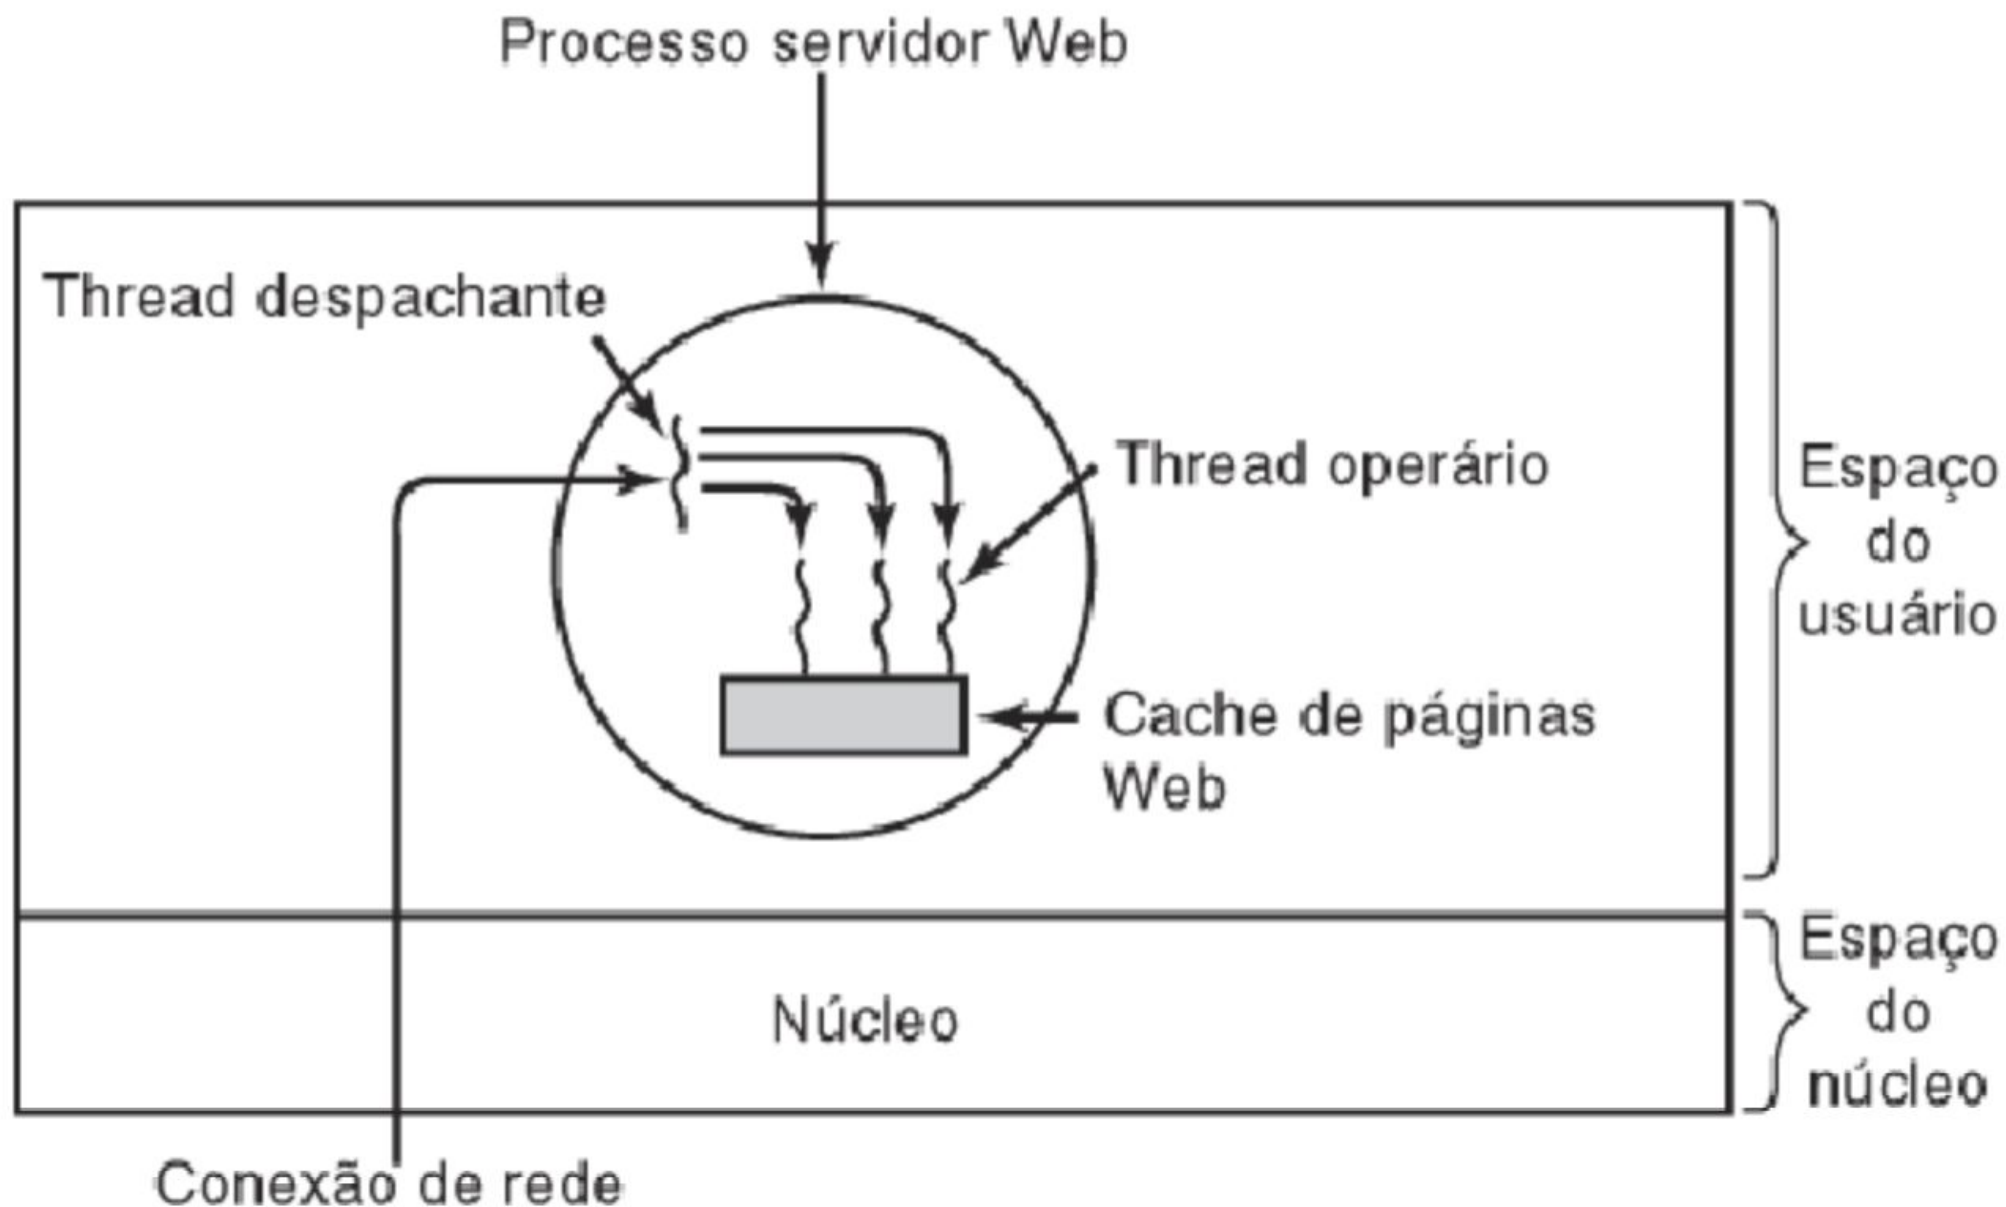 Processo servidor Web
Thread despachante
Thread operário
Cache de páginas
Web
Espaço
do
usuário
Núcleo
Espaço
do
núcleo
Conexão de rede